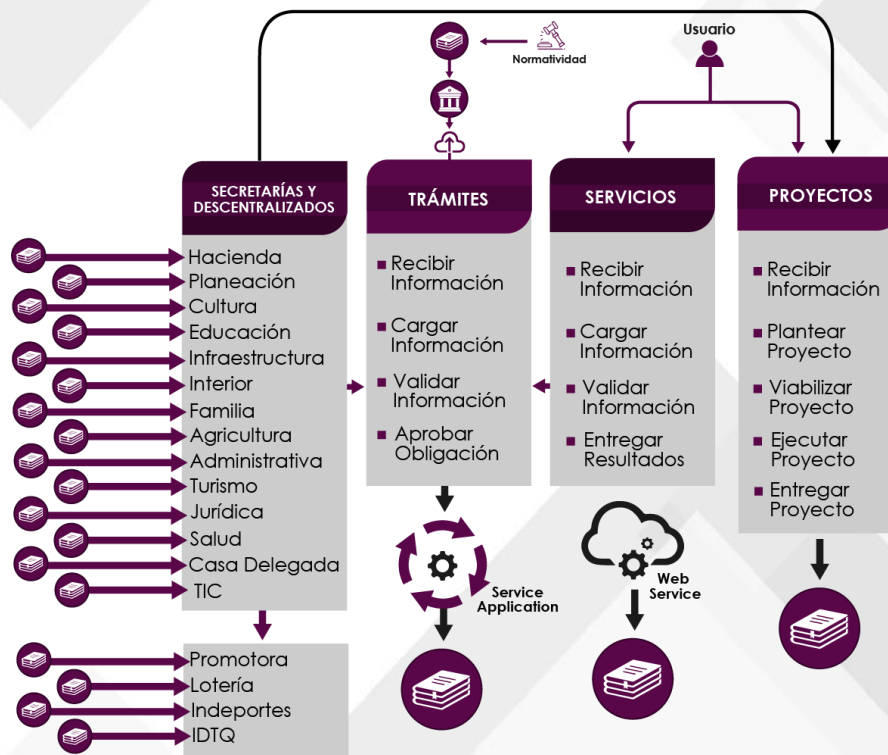 Normatividad
Usuario
SECRETARÍAS Y
DESCENTRALIZADOS
Hacienda
Planeación
Cultura
Educación
Infraestructura
Interior
Familia
Agricultura
Administrativa
Turismo
Jurídica
Salud
Casa Delegada
TIC
Promotora
Lotería
Indeportes
IDTQ
TRÁMITES
Recibir
Información
Cargar
Información
Validar
Información
Aprobar
Obligación
Service
Application
SERVICIOS
Recibir
Información
Cargar
Información
Validar
Información
Entregar
Resultados
Web
Service
PROYECTOS
Recibir
Información
Plantear
Proyecto
Viabilizar
Proyecto
Ejecutar
Proyecto
Entregar
Proyecto